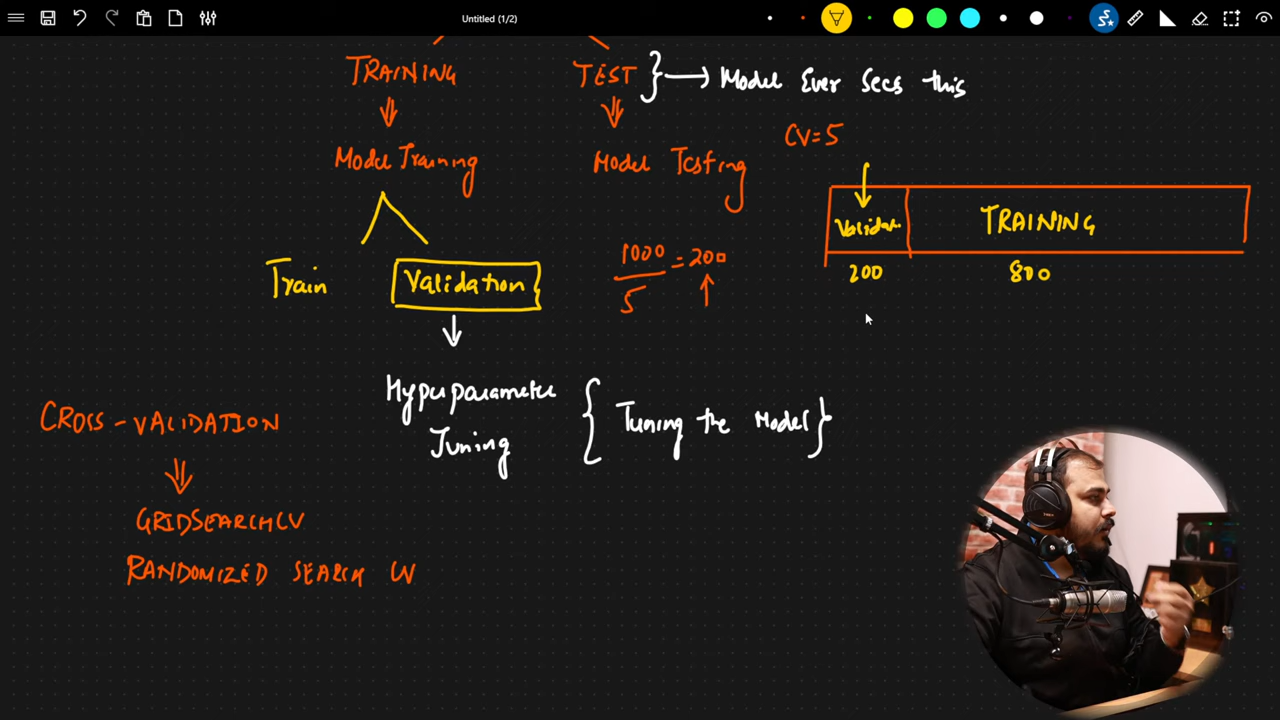 Untitled (1/2)
TRAINING
TEST
Model Ever Sees this
Model Training
Model Testing
CV=5
Validate
TRAINING
200
800
Train
Validation
1000
5
=200
Hyperparameter
Tuning
{ Tuning the Model }
CROSS-VALIDATION
GRIDSEARCHCV
RANDOMIZED SEARCH CV